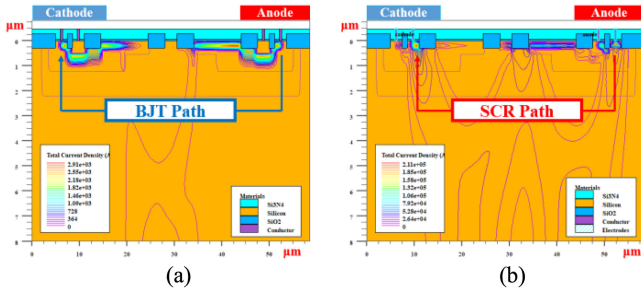 Cathode
Anode
Cathode
Anode
µm
µm
0
1
2
3
4
5
6
7
8
BJT Path
Total Current Density (A
2.91e+03
2.55e+03
2.18e+03
1.82e+03
1.46e+03
1.09e+03
728
364
0
Materials
Si3N4
Silicon
SiO2
Conductor
0
10
20
30
40
50
µm
0
1
2
3
4
5
6
7
8
SCR Path
Total Current Density (A
2.11e+05
1.85e+05
1.58e+05
1.32e+05
1.06e+05
7.92e+04
5.28e+04
2.64e+04
0
Materials
Si3N4
Silicon
SiO2
Conductor
Electrodes
0
10
20
30
40
50
µm
(a)
(b)